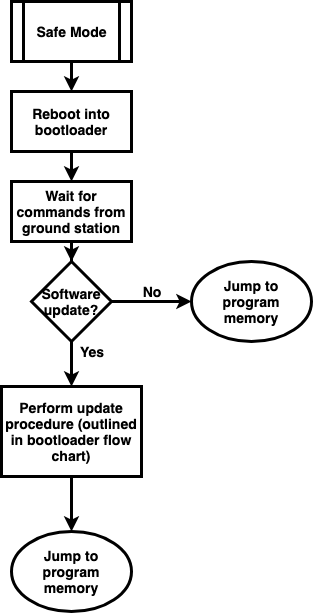 Safe Mode
Reboot into
bootloader
Wait for
commands from
ground station
Software
update?
No
Jump to
program
memory
Yes
Perform update
procedure (outlined
in bootloader flow
chart)
Jump to
program
memory